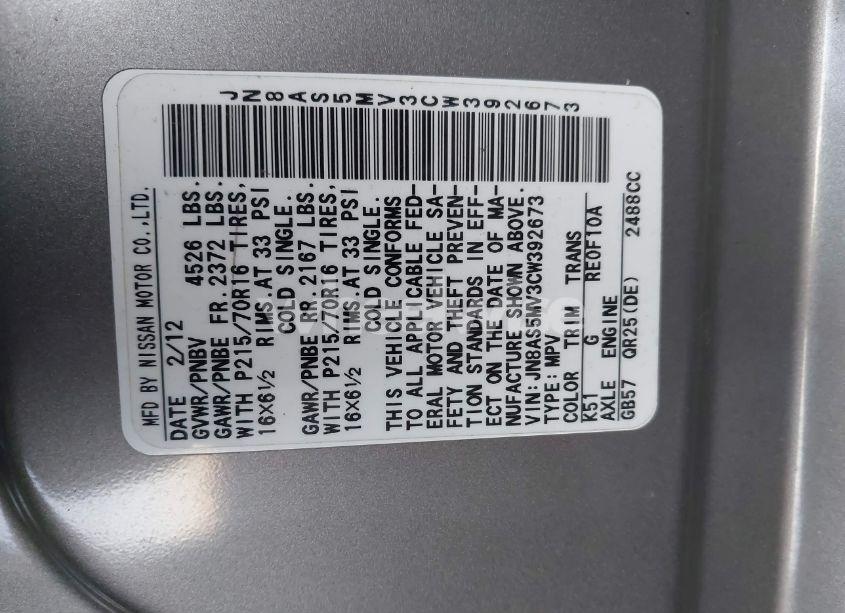 JN8AS5MV3CW392673
MFD BY NISSAN MOTOR CO.,LTD.
DATE 2/12
GVWR/PNBV 4526 LBS.
GAWR/PNBE FR. 2372 LBS.
WITH P215/70R16 TIRES,
16X6½ RIMS AT 33 PSI
COLD SINGLE.
GAWR/PNBE RR 2167 LBS.
WITH P215/70R16 TIRES,
16X6½ RIMS AT 33 PSI
COLD SINGLE.
THIS VEHICLE CONFORMS
TO ALL APPLICABLE FED-
ERAL MOTOR VEHICLE SA-
FETY AND THEFT PREVEN-
TION STANDARDS IN EFF-
ECT ON THE DATE OF MA-
NUFACTURE SHOWN ABOVE.
VIN: JN8AS5MV3CW392673
TYPE: MPV
COLOR TRIM TRANS
K51 G RE0F10A
AXLE ENGINE
GB57 QR25(DE) 2488CC